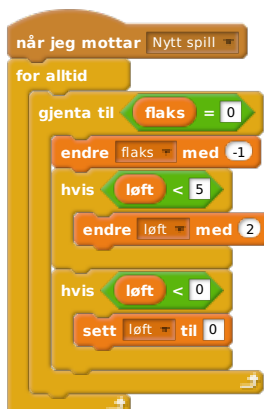 når jeg mottar Nytt spill
for alltid
gjenta til flaks = 0
endre flaks med -1
hvis løft < 5
endre løft med 2
hvis løft < 0
sett løft til 0